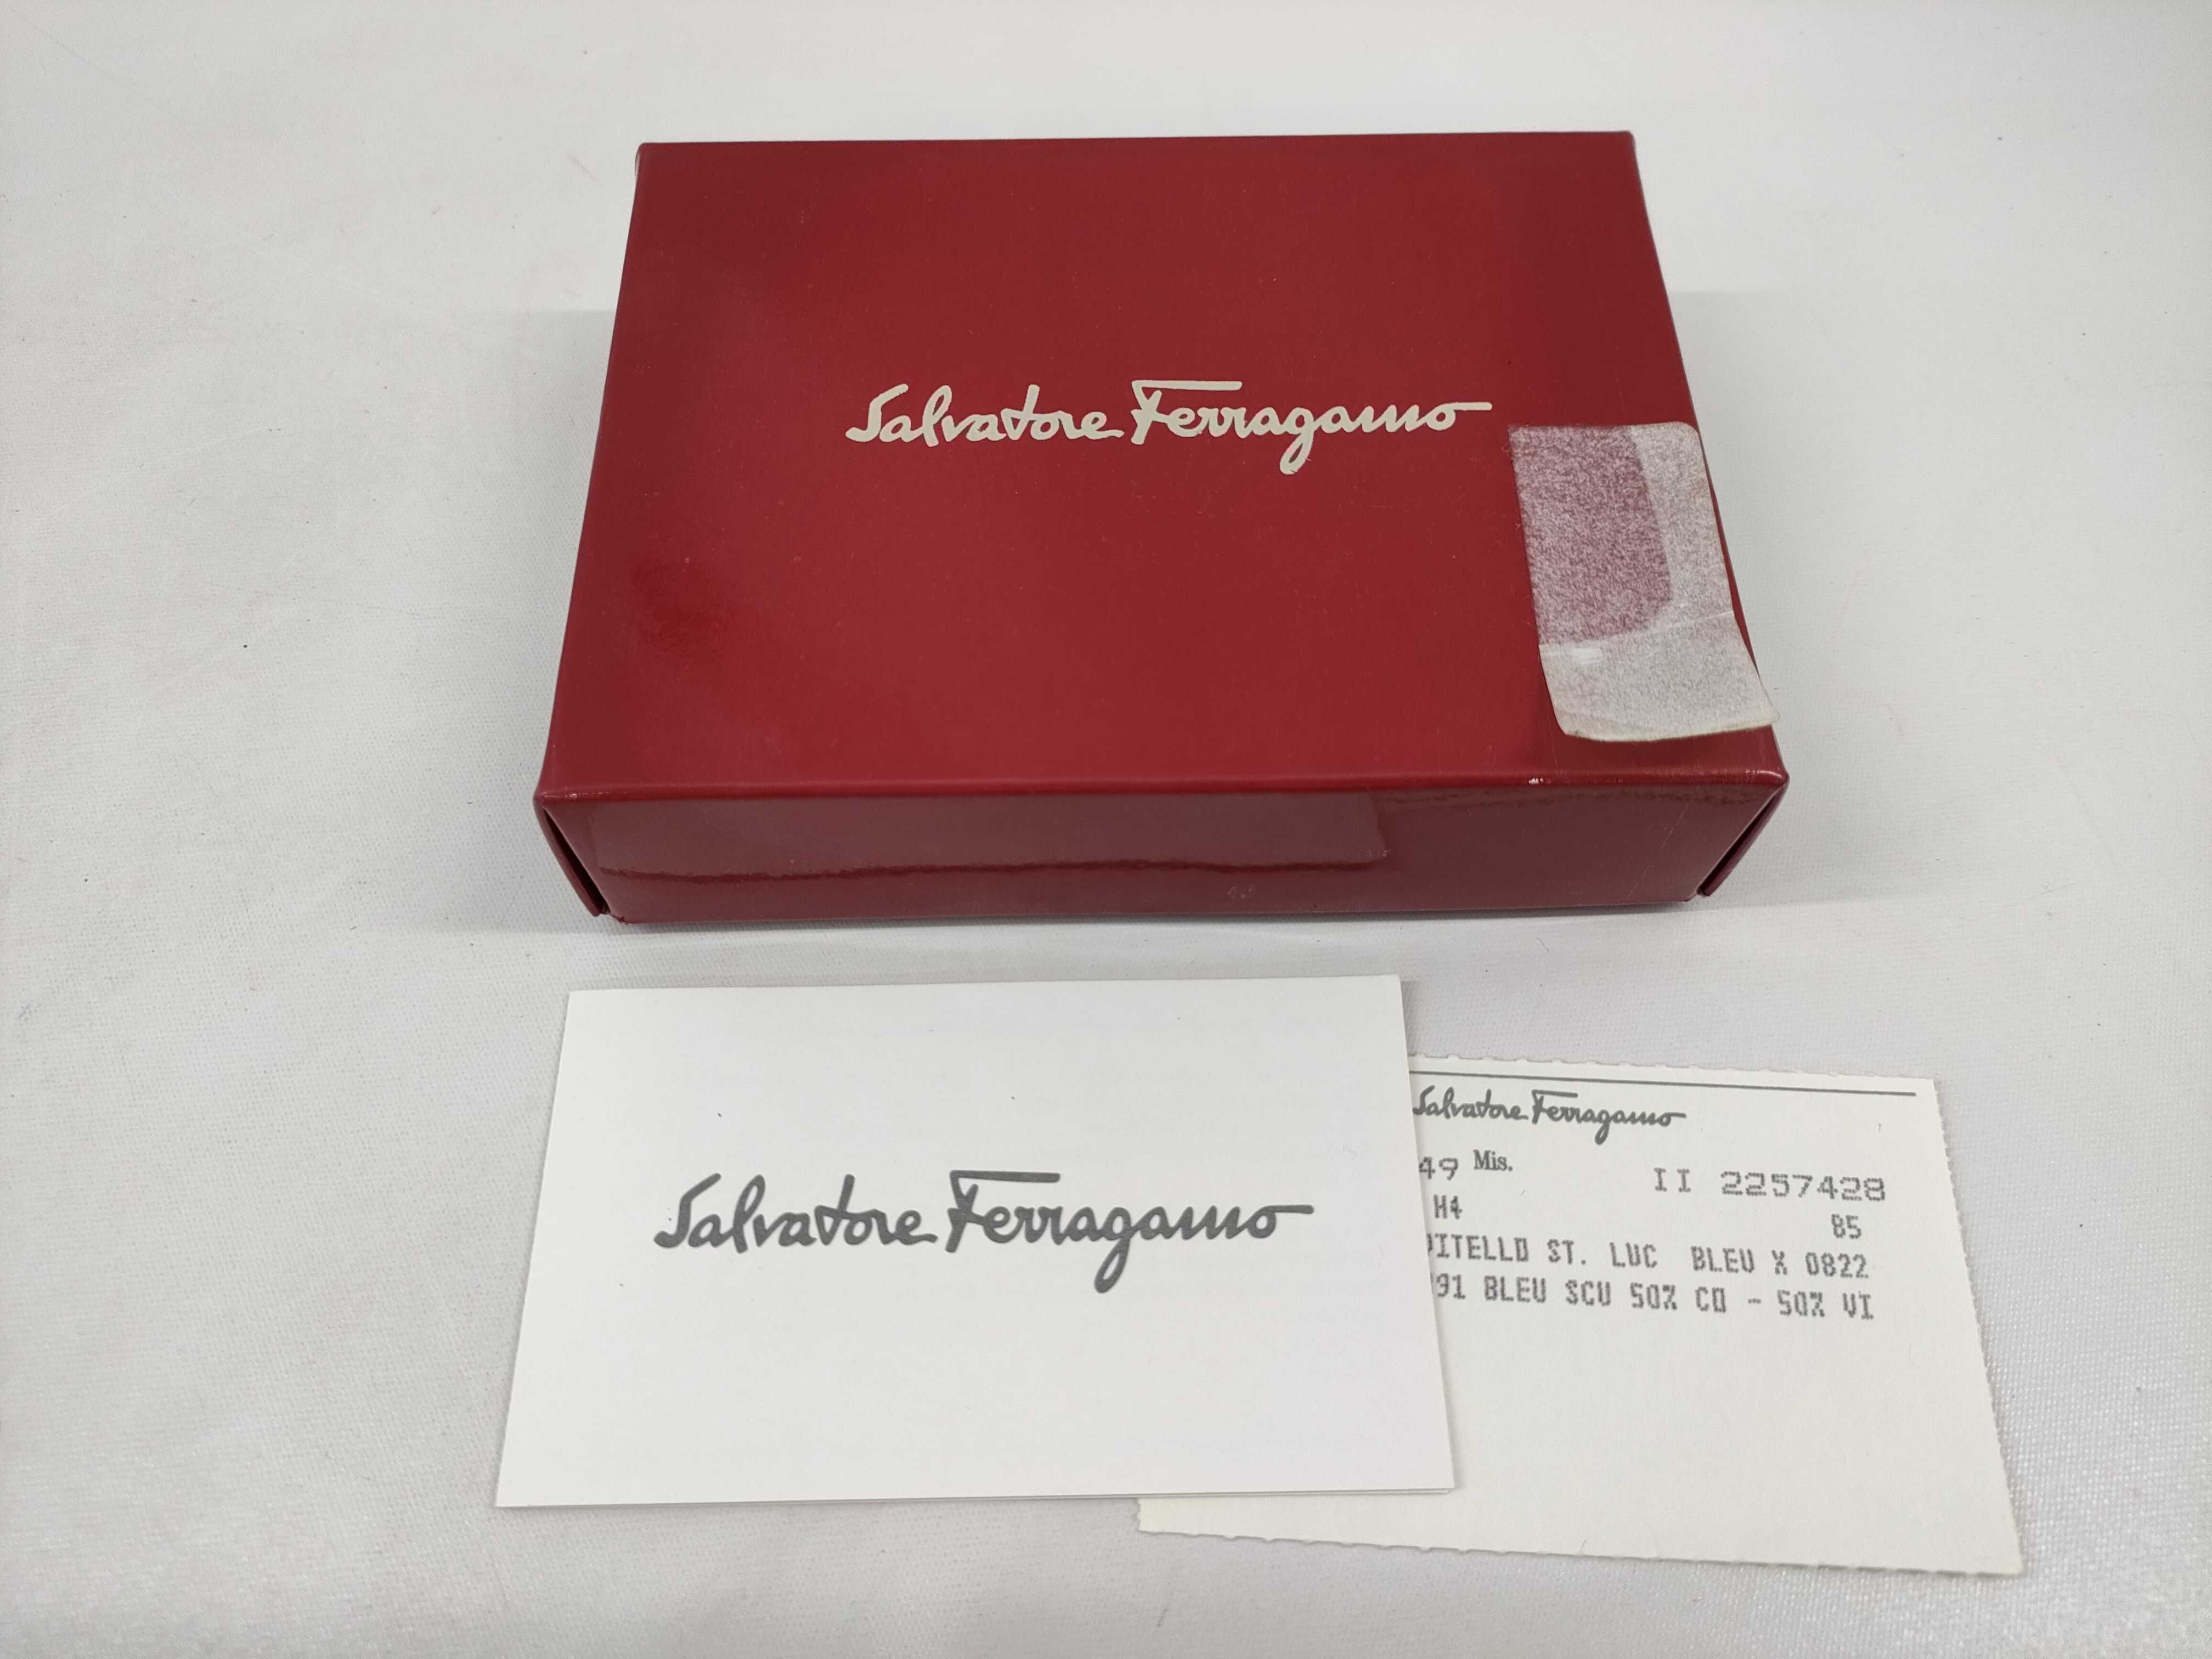 Salvatore Ferragamo
Salvatore Ferragamo
Salvatore Ferragamo
49 Mis. II 2257428
H4 85
VITELLO ST. LUC BLEU X 0822
91 BLEU SCU 50% CO - 50% VI